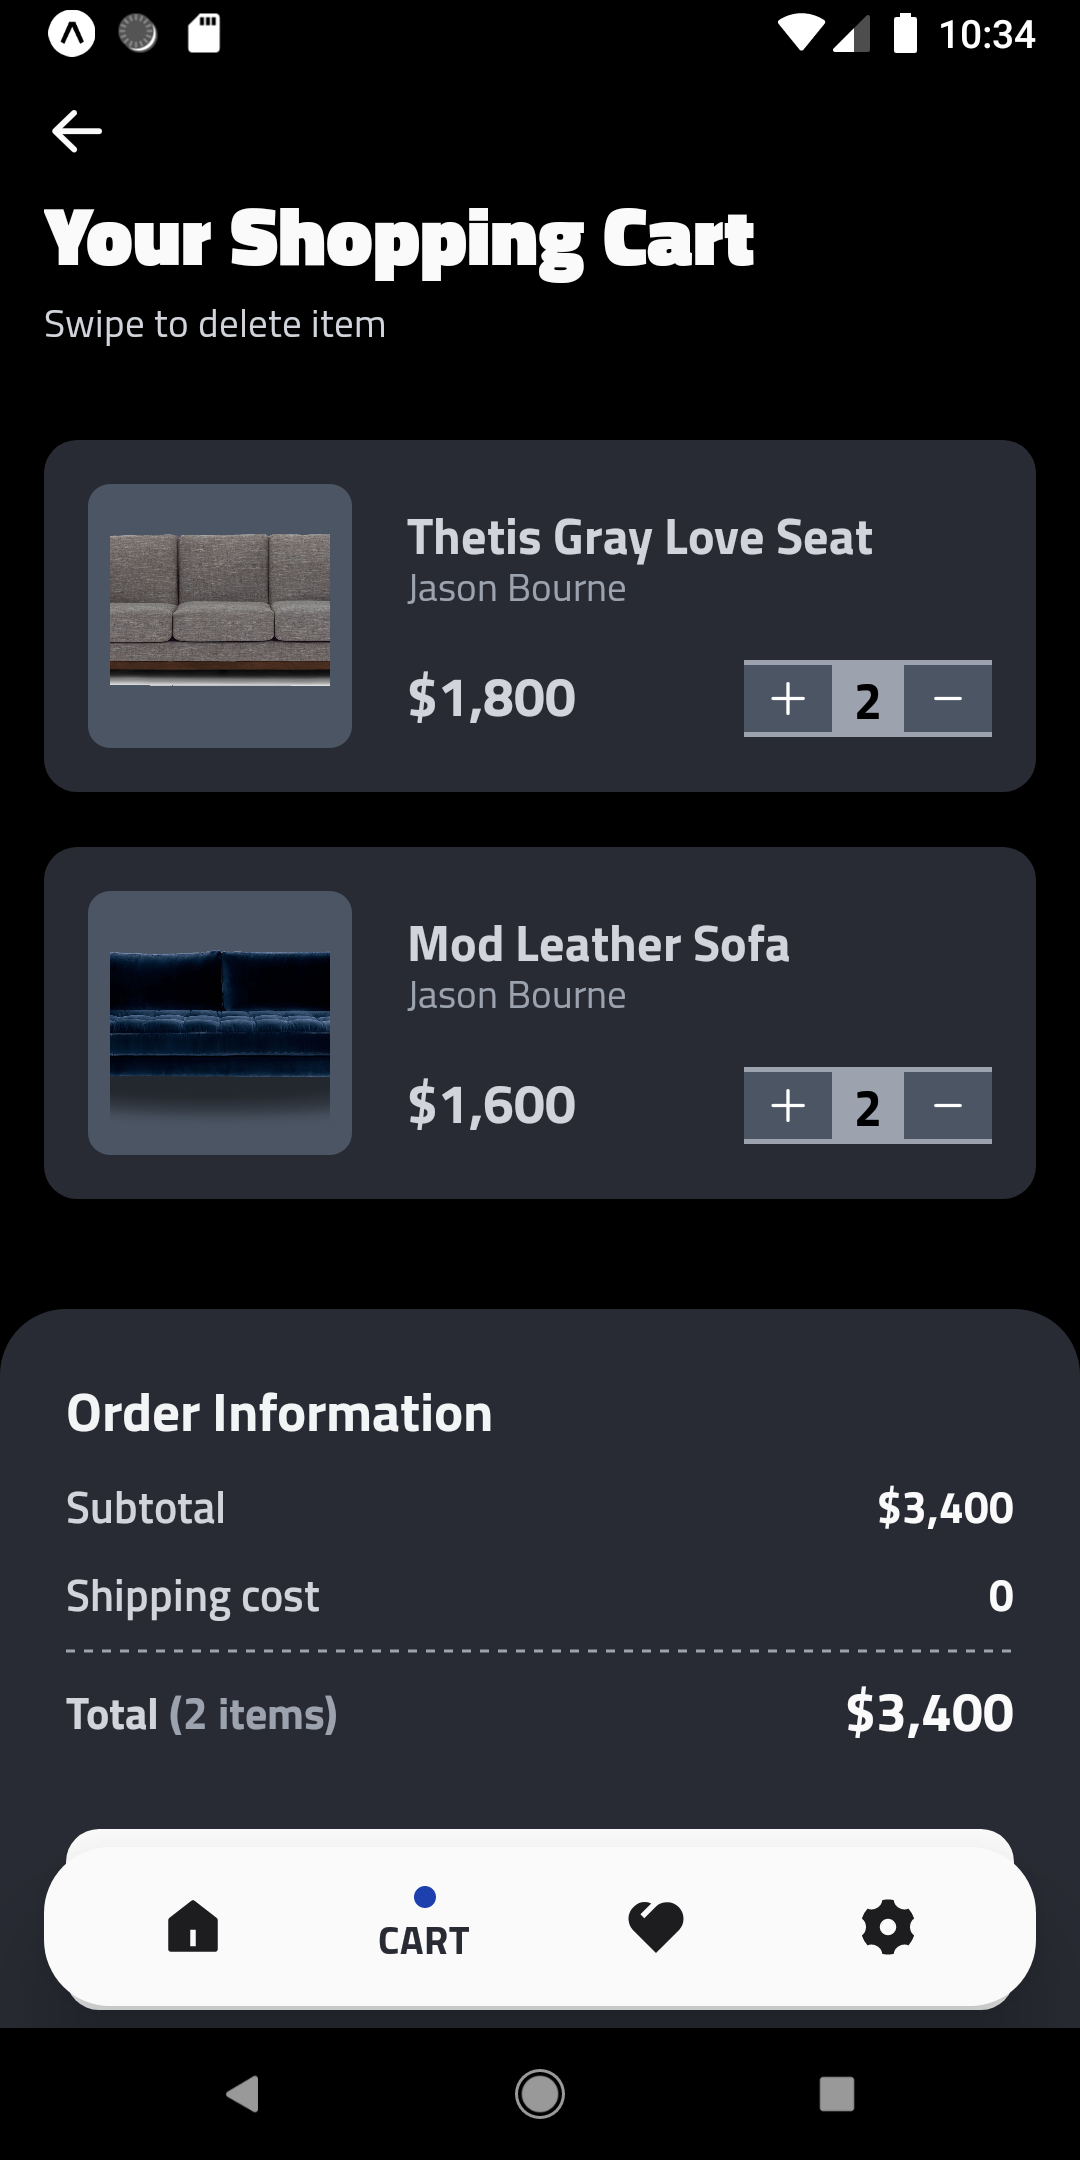 10:34
Your Shopping Cart
Swipe to delete item
Thetis Gray Love Seat
Jason Bourne
$1,800
+ 2 −
Mod Leather Sofa
Jason Bourne
$1,600
+ 2 −
Order Information
Subtotal $3,400
Shipping cost 0
Total (2 items) $3,400
CART